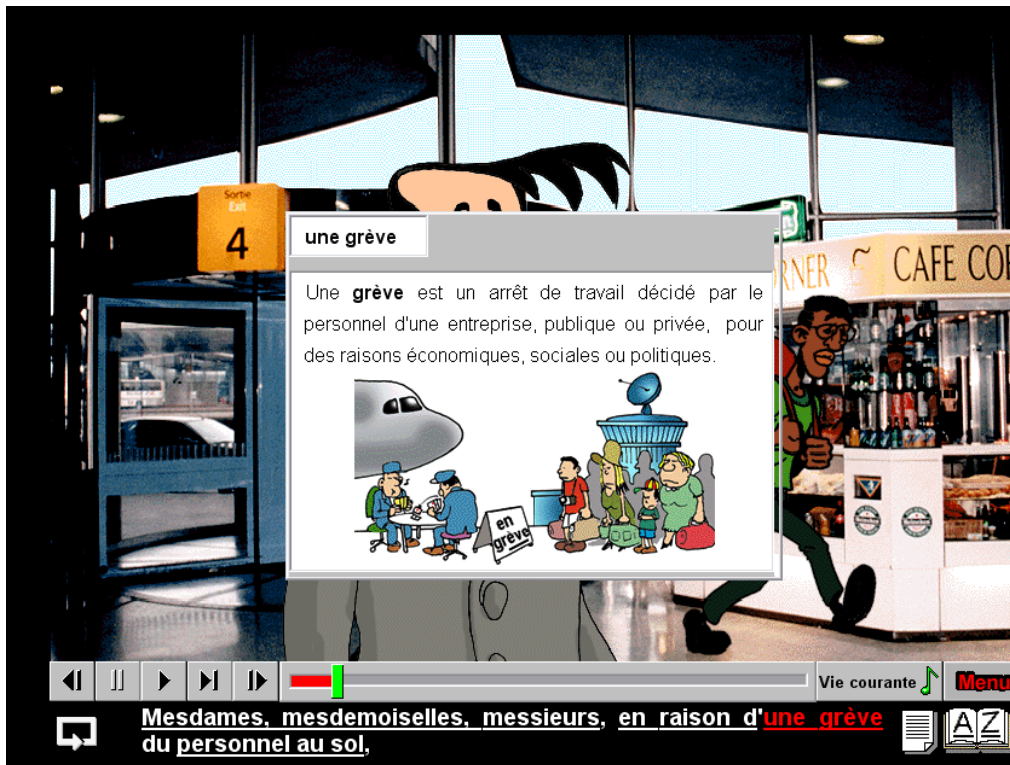 Sortie
Exit
4
une grève
RNER
CAFE COR
Une grève est un arrêt de travail décidé par le
personnel d'une entreprise, publique ou privée, pour
des raisons économiques, sociales ou politiques.
en
grève
Vie courante
Menu
Mesdames, mesdemoiselles, messieurs, en raison d'une grève
du personnel au sol,
A Z